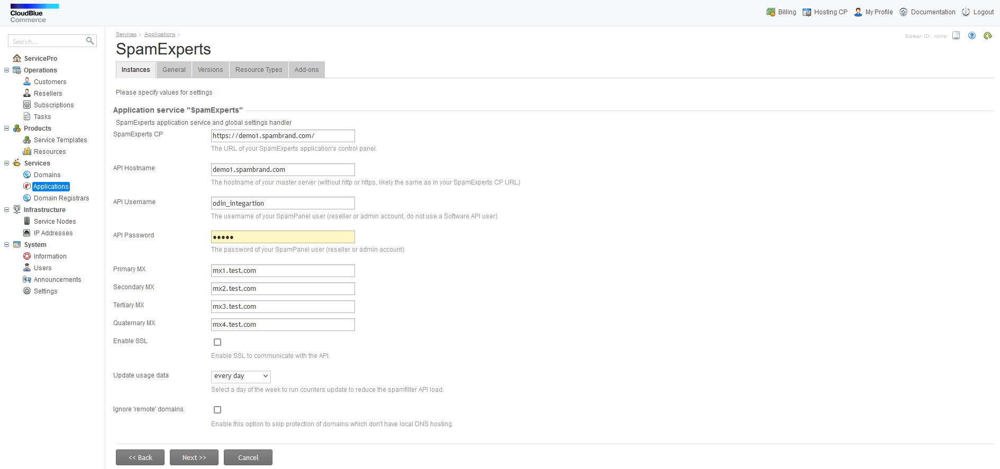 CloudBlue
Commerce
Billing
Hosting CP
My Profile
Documentation
Logout
Search...
ServicePro
Operations
Customers
Resellers
Subscriptions
Tasks
Products
Service Templates
Resources
Services
Domains
Applications
Domain Registrars
Infrastructure
Service Nodes
IP Addresses
System
Information
Users
Announcements
Settings
Services > Applications >
Screen ID: none
SpamExperts
Instances
General
Versions
Resource Types
Add-ons
Please specify values for settings
Application service "SpamExperts"
SpamExperts application service and global settings handler
SpamExperts CP
https://demo1.spambrand.com/
The URL of your SpamExperts application's control panel.
API Hostname
demo1.spambrand.com
The hostname of your master server (without http or https, likely the same as in your SpamExperts CP URL)
API Username
odin_integartion
The username of your SpamPanel user (reseller or admin account, do not use a Software API user)
API Password
●●●●●
The password of your SpamPanel user (reseller or admin account)
Primary MX
mx1.test.com
Secondary MX
mx2.test.com
Tertiary MX
mx3.test.com
Quaternary MX
mx4.test.com
Enable SSL
Enable SSL to communicate with the API.
Update usage data
every day
Select a day of the week to run counters update to reduce the spamfilter API load.
Ignore 'remote' domains
Enable this option to skip protection of domains which don't have local DNS hosting.
<< Back
Next >>
Cancel